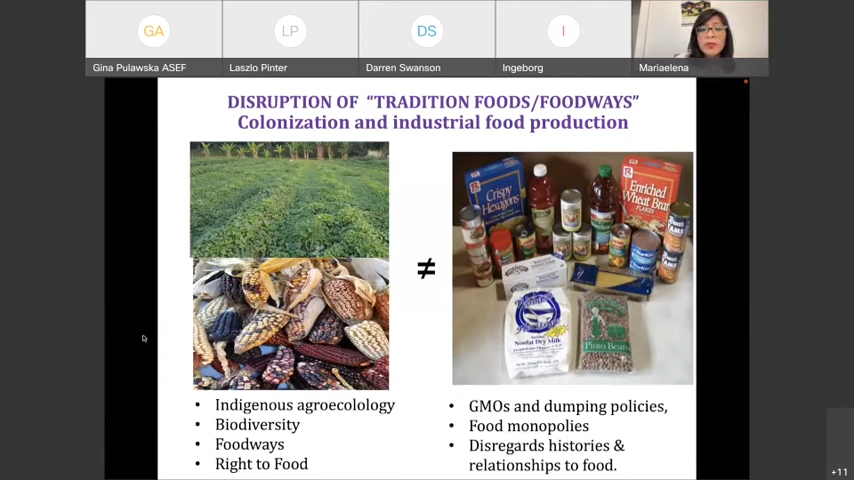 GA
LP
DS
I
Gina Pulawska ASEF
Laszlo Pinter
Darren Swanson
Ingeborg
Mariaelena
DISRUPTION OF “TRADITION FOODS/FOODWAYS”
Colonization and industrial food production
Crispy
Hexagons
Enriched
Wheat Bran
FLAKES
≠
Nonfat Dry Milk
Pinto Beans
• Indigenous agroecolology
• Biodiversity
• Foodways
• Right to Food
• GMOs and dumping policies,
• Food monopolies
• Disregards histories &
relationships to food.
+11